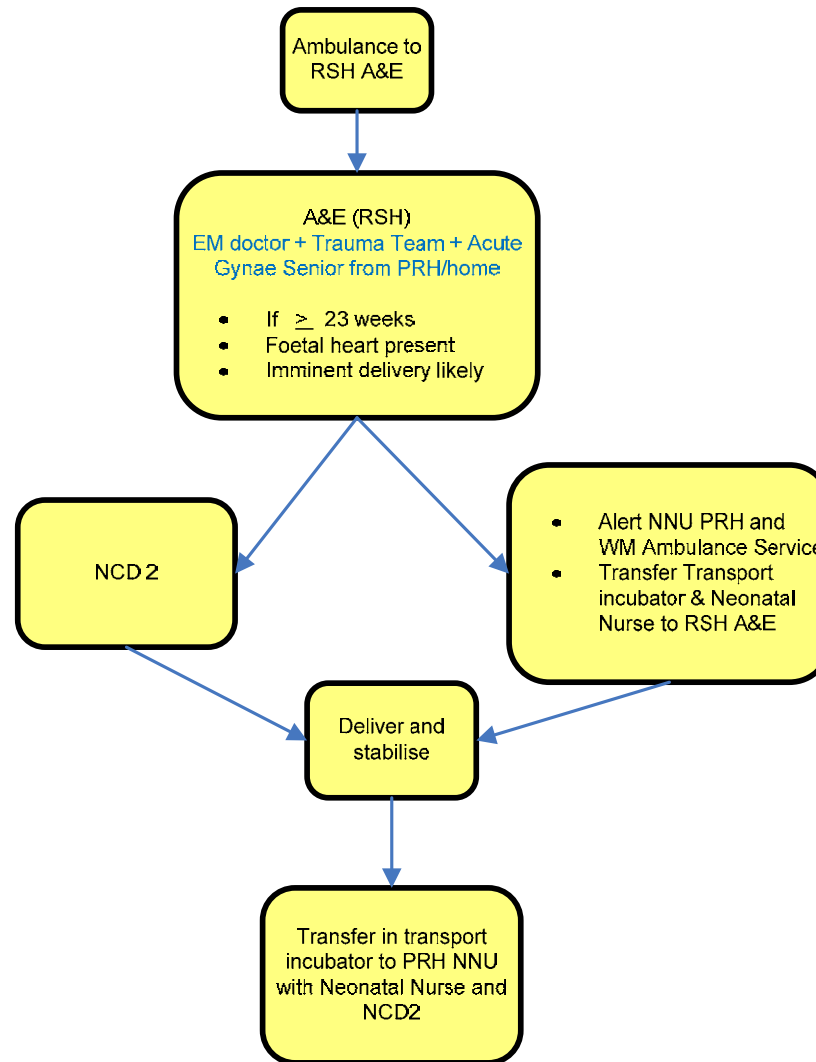 Ambulance to
RSH A&E
A&E (RSH)
EM doctor + Trauma Team + Acute
Gynae Senior from PRH/home
• If ≥ 23 weeks
• Foetal heart present
• Imminent delivery likely
NCD 2
• Alert NNU PRH and
WM Ambulance Service
• Transfer Transport
incubator & Neonatal
Nurse to RSH A&E
Deliver and
stabilise
Transfer in transport
incubator to PRH NNU
with Neonatal Nurse and
NCD2